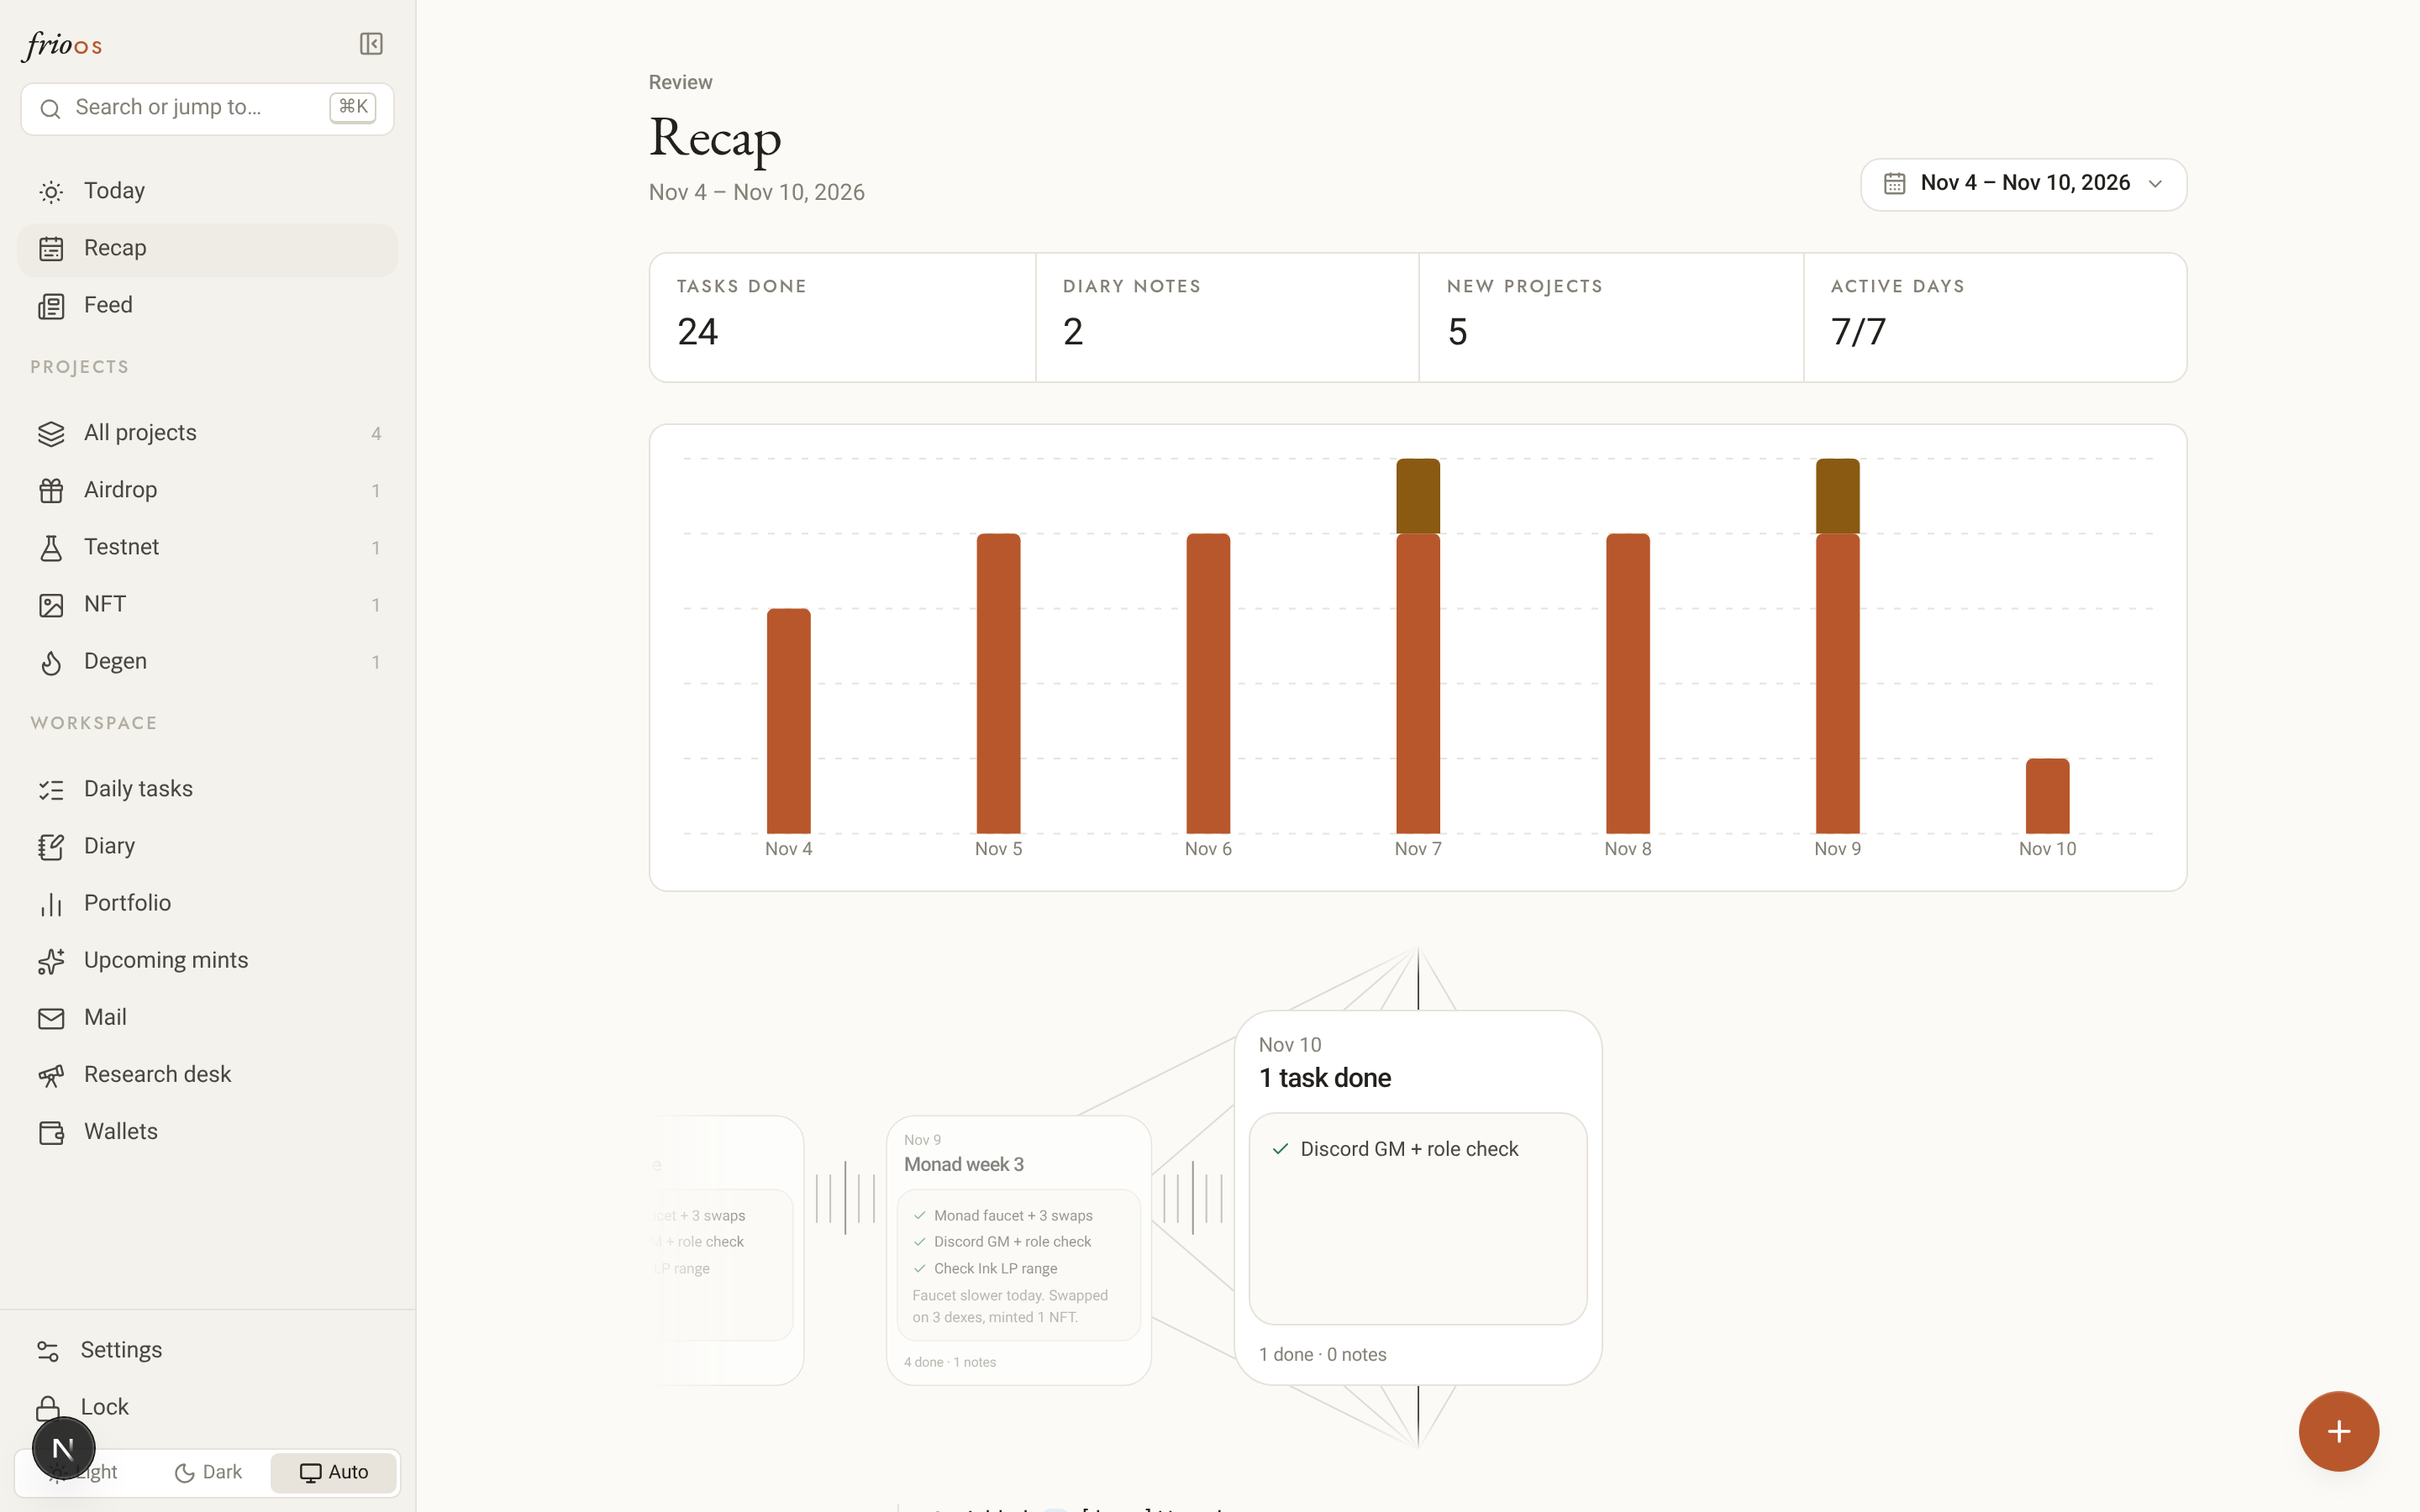 frioos
Search or jump to... ⌘K
Today
Recap
Feed
PROJECTS
All projects 4
Airdrop 1
Testnet 1
NFT 1
Degen 1
WORKSPACE
Daily tasks
Diary
Portfolio
Upcoming mints
Mail
Research desk
Wallets
Settings
Lock
N
Light Dark Auto
Review
Recap
Nov 4 – Nov 10, 2026
Nov 4 – Nov 10, 2026
TASKS DONE
24
DIARY NOTES
2
NEW PROJECTS
5
ACTIVE DAYS
7/7
Nov 4 Nov 5 Nov 6 Nov 7 Nov 8 Nov 9 Nov 10
+ 3 swaps
+ role check
LP range
Nov 9
Monad week 3
Monad faucet + 3 swaps
Discord GM + role check
Check Ink LP range
Faucet slower today. Swapped
on 3 dexes, minted 1 NFT.
4 done · 1 notes
Nov 10
1 task done
Discord GM + role check
1 done · 0 notes